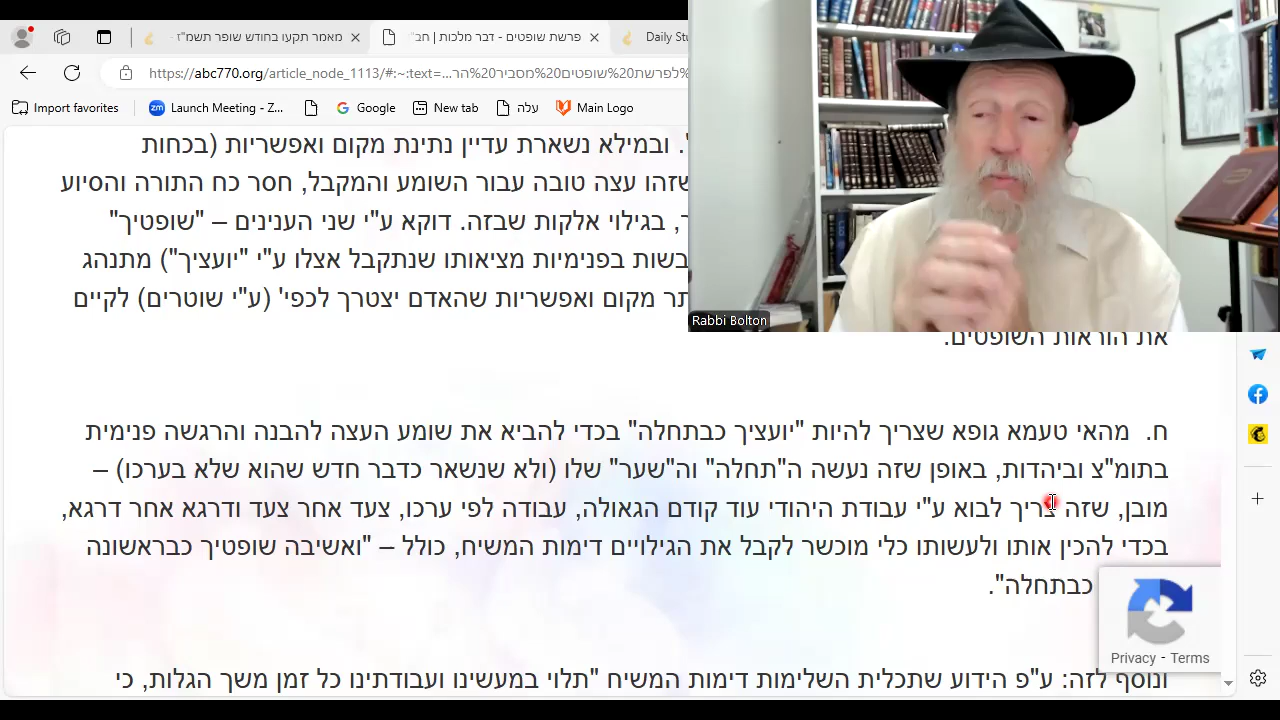 מאמר תקעו בחודש שופר תשמ"ז
פרשת שופטים - דבר מלכות | חב"
Daily Stu
https://abc770.org/article_node_1113/#:~:text=...לפרשת%20שופטים%20מסביר%20הר%
Import favorites
Launch Meeting - Z...
Google
New tab
עלה
Main Logo
'. ובמילא נשארת עדיין נתינת מקום ואפשריות (בכחות
שזהו עצה טובה עבור השומע והמקבל, חסר כח התורה והסיוע
ך, בגילוי אלקות שבזה. דוקא ע"י שני הענינים – "שופטיך"
בשות בפנימיות מציאותו שנתקבל אצלו ע"י "יועציך") מתנהג
תר מקום ואפשריות שהאדם יצטרך לכפי' (ע"י שוטרים) לקיים
את הוראות השופטים.
ח. מהאי טעמא גופא שצריך להיות "יועציך כבתחלה" בכדי להביא את שומע העצה להבנה והרגשה פנימית
בתומ"צ וביהדות, באופן שזה נעשה ה"תחלה" וה"שער" שלו (ולא שנשאר כדבר חדש שהוא שלא בערכו) –
מובן, שזה צריך לבוא ע"י עבודת היהודי עוד קודם הגאולה, עבודה לפי ערכו, צעד אחר צעד ודרגא אחר דרגא,
בכדי להכין אותו ולעשותו כלי מוכשר לקבל את הגילויים דימות המשיח, כולל – "ואשיבה שופטיך כבראשונה
כבתחלה".
ונוסף לזה: ע"פ הידוע שתכלית השלימות דימות המשיח "תלוי במעשינו ועבודתינו כל זמן משך הגלות, כי
Rabbi Bolton
Privacy - Terms